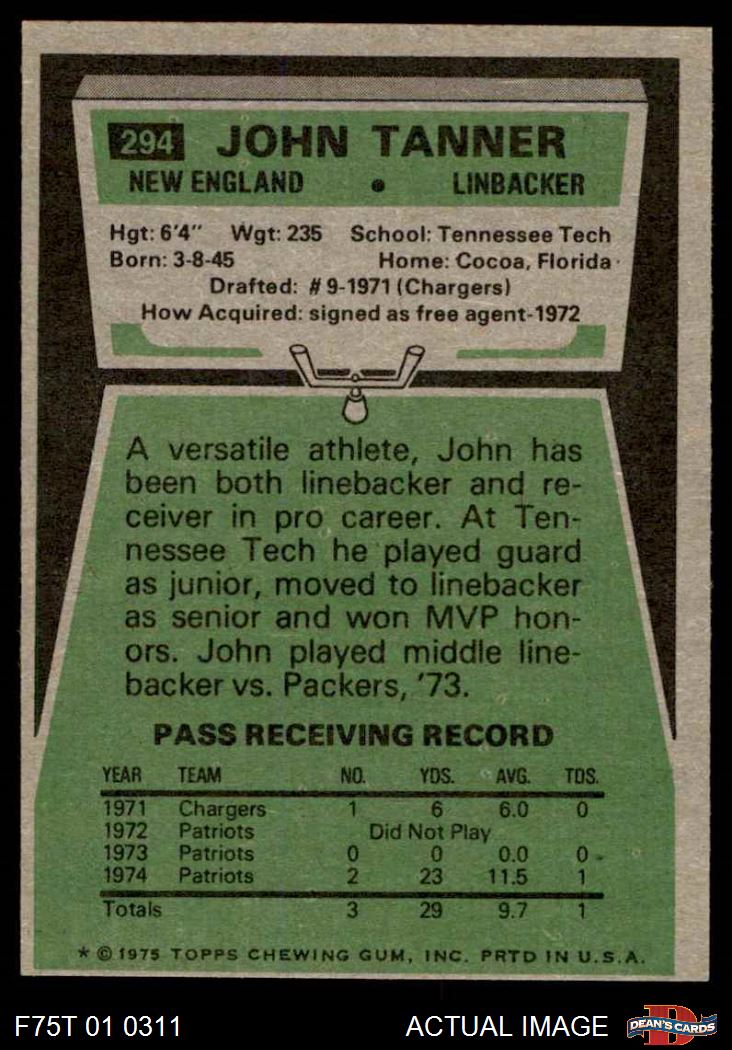 294 JOHN TANNER
NEW ENGLAND • LINBACKER
Hgt: 6'4" Wgt: 235 School: Tennessee Tech
Born: 3-8-45 Home: Cocoa, Florida
Drafted: #9-1971 (Chargers)
How Acquired: signed as free agent-1972
A versatile athlete, John has
been both linebacker and re-
ceiver in pro career. At Ten-
nessee Tech he played guard
as junior, moved to linebacker
as senior and won MVP hon-
ors. John played middle line-
backer vs. Packers, '73.
PASS RECEIVING RECORD
YEAR TEAM NO. YDS. AVG. TDS.
1971 Chargers 1 6 6.0 0
1972 Patriots Did Not Play
1973 Patriots 0 0 0.0 0
1974 Patriots 2 23 11.5 1
Totals 3 29 9.7 1
* © 1975 TOPPS CHEWING GUM, INC. PRTD IN U.S.A.
F75T 01 0311 ACTUAL IMAGE D DEAN'S CARDS